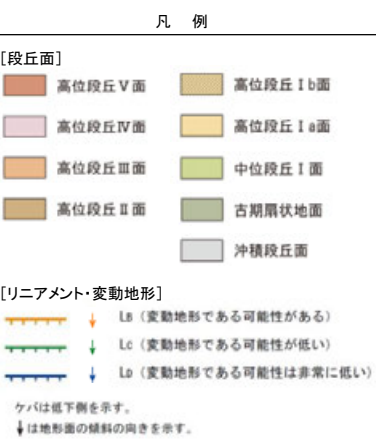 凡 例
[段丘面]
高位段丘Ⅴ面
高位段丘Ⅰb面
高位段丘Ⅳ面
高位段丘Ⅰa面
高位段丘Ⅲ面
中位段丘Ⅰ面
高位段丘Ⅱ面
古期扇状地面
沖積段丘面
[リニアメント・変動地形]
LB（変動地形である可能性がある）
LC（変動地形である可能性が低い）
LD（変動地形である可能性は非常に低い）
ケバは低下側を示す。
↓は地形面の傾斜の向きを示す。